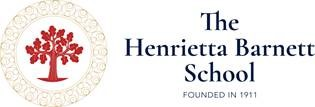 The
Henrietta Barnett
School
FOUNDED IN 1911